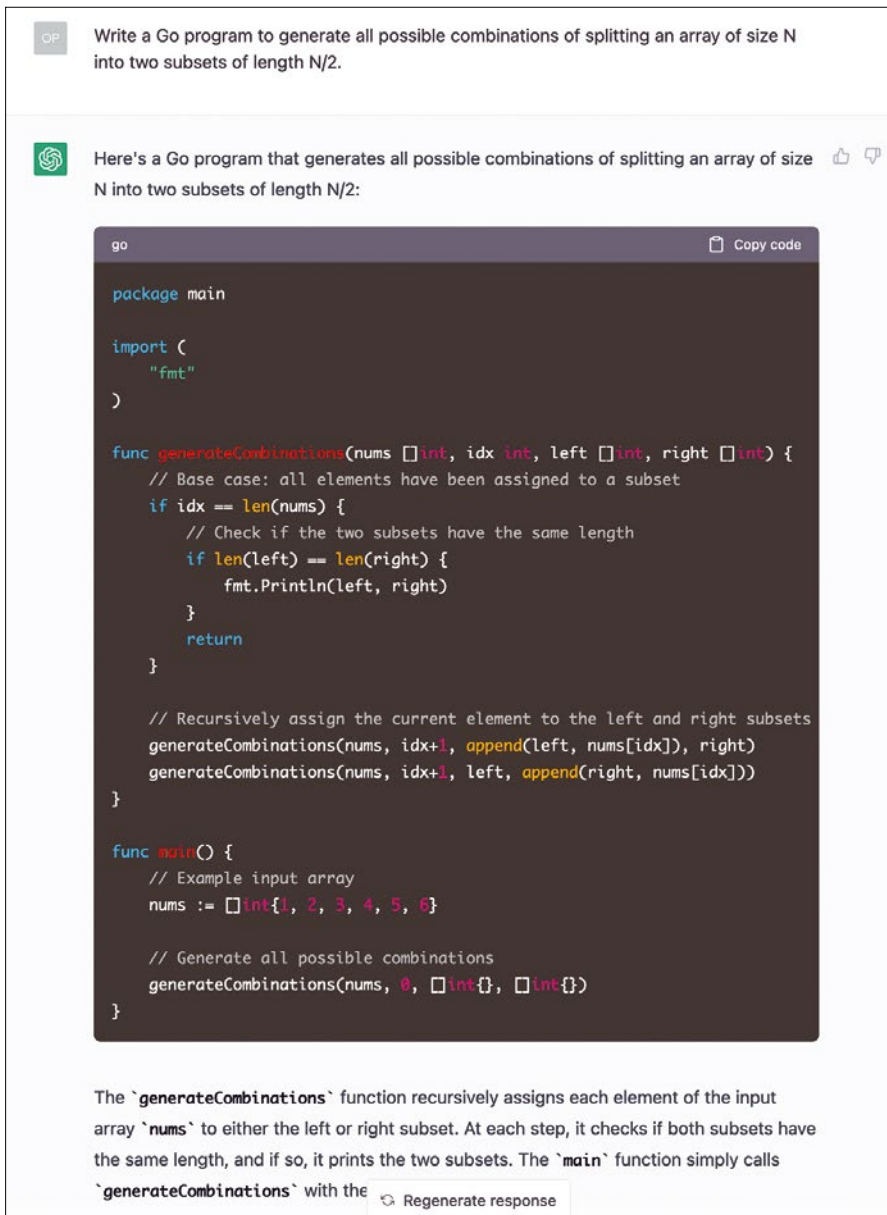 OP
Write a Go program to generate all possible combinations of splitting an array of size N
into two subsets of length N/2.
Here's a Go program that generates all possible combinations of splitting an array of size
N into two subsets of length N/2:
go Copy code
package main
import (
    "fmt"
)
func generateCombinations(nums []int, idx int, left []int, right []int) {
    // Base case: all elements have been assigned to a subset
    if idx == len(nums) {
        // Check if the two subsets have the same length
        if len(left) == len(right) {
            fmt.Println(left, right)
        }
        return
    }
    // Recursively assign the current element to the left and right subsets
    generateCombinations(nums, idx+1, append(left, nums[idx]), right)
    generateCombinations(nums, idx+1, left, append(right, nums[idx]))
}
func main() {
    // Example input array
    nums := []int{1, 2, 3, 4, 5, 6}
    // Generate all possible combinations
    generateCombinations(nums, 0, []int{}, []int{})
}
The `generateCombinations` function recursively assigns each element of the input
array `nums` to either the left or right subset. At each step, it checks if both subsets have
the same length, and if so, it prints the two subsets. The `main` function simply calls
`generateCombinations` with the
Regenerate response